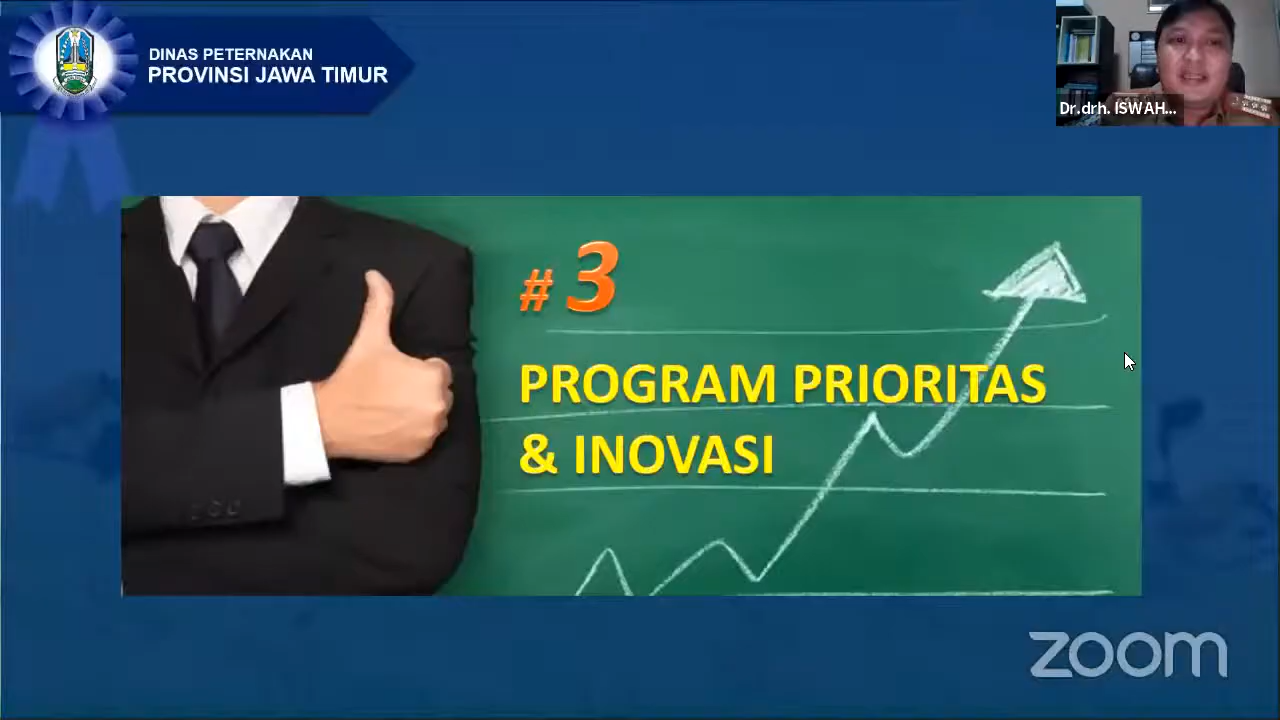 DINAS PETERNAKAN
PROVINSI JAWA TIMUR
Dr.drh. ISWAH...
# 3
PROGRAM PRIORITAS
& INOVASI
zoom